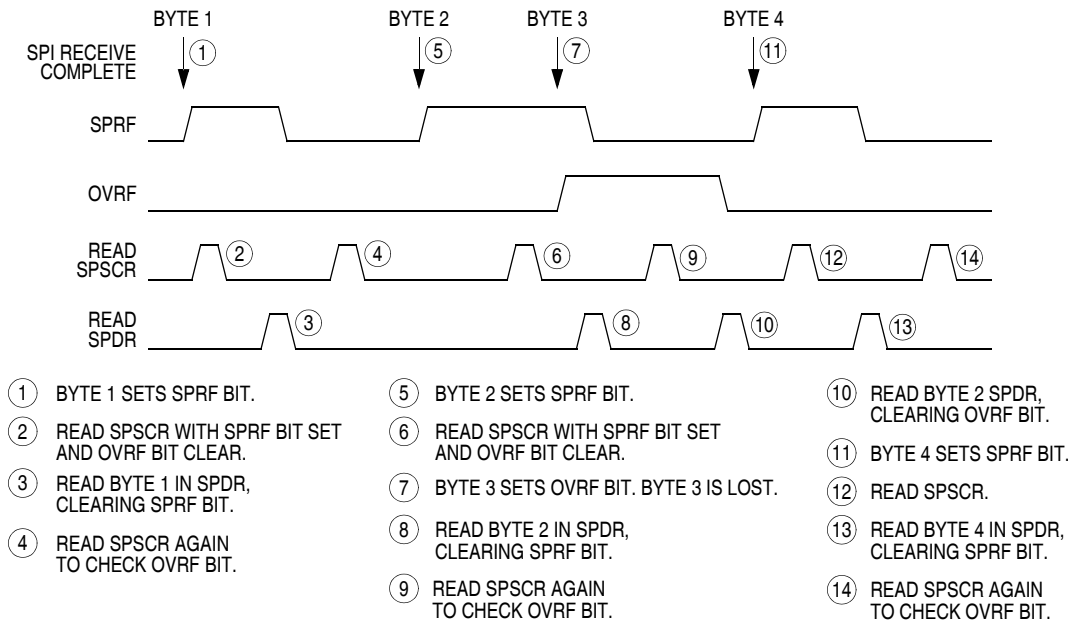 BYTE 1
BYTE 2
BYTE 3
BYTE 4
SPI RECEIVE
COMPLETE
1
5
7
11
SPRF
OVRF
READ
SPSCR
2
4
6
9
12
14
READ
SPDR
3
8
10
13
1 BYTE 1 SETS SPRF BIT.
2 READ SPSCR WITH SPRF BIT SET
AND OVRF BIT CLEAR.
3 READ BYTE 1 IN SPDR,
CLEARING SPRF BIT.
4 READ SPSCR AGAIN
TO CHECK OVRF BIT.
5 BYTE 2 SETS SPRF BIT.
6 READ SPSCR WITH SPRF BIT SET
AND OVRF BIT CLEAR.
7 BYTE 3 SETS OVRF BIT. BYTE 3 IS LOST.
8 READ BYTE 2 IN SPDR,
CLEARING SPRF BIT.
9 READ SPSCR AGAIN
TO CHECK OVRF BIT.
10 READ BYTE 2 SPDR,
CLEARING OVRF BIT.
11 BYTE 4 SETS SPRF BIT.
12 READ SPSCR.
13 READ BYTE 4 IN SPDR,
CLEARING SPRF BIT.
14 READ SPSCR AGAIN
TO CHECK OVRF BIT.